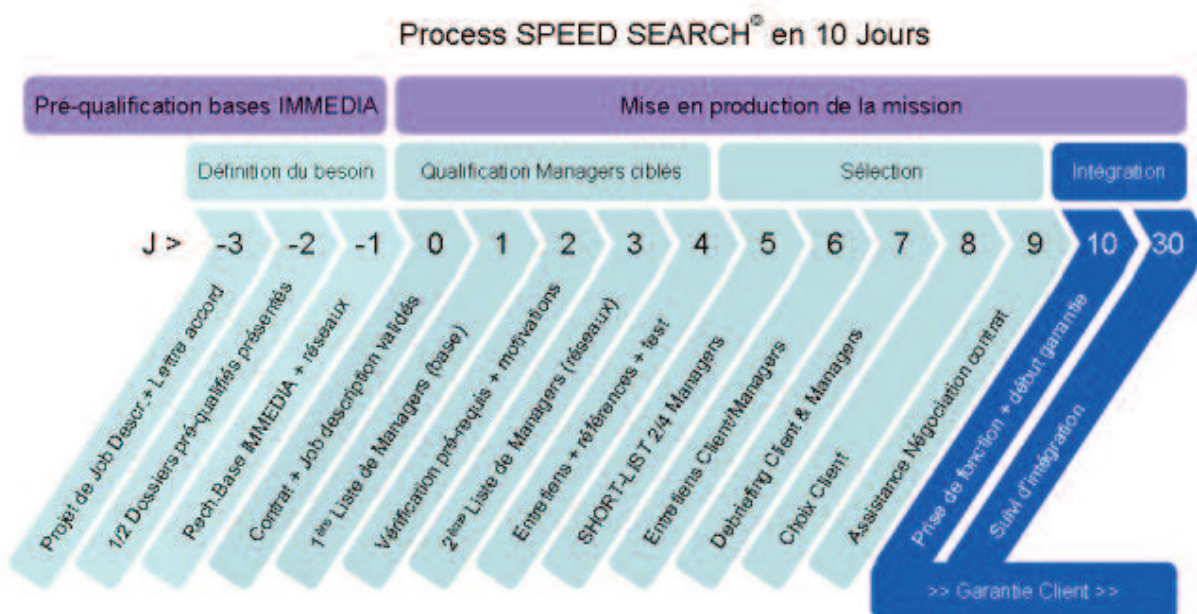 Process SPEED SEARCH® en 10 Jours
Pré-qualification bases IMMEDIA
Mise en production de la mission
Définition du besoin
Qualification Managers ciblés
Sélection
Intégration
J > -3 -2 -1 0 1 2 3 4 5 6 7 8 9 10 30
Projet de Job Descr.+ Lettre accord
1/2 Dossiers pré-qualifiés présentés
Rech.Base IMMEDIA + réseaux
Contrat + Job description validés
1ère Liste de Managers (base)
Vérification pré-requis + motivations
2ème Liste de Managers (réseaux)
Entretiens + références + test
SHORT-LIST 2/4 Managers
Entretiens Client/Managers
Debriefing Client & Managers
Choix Client
Assistance Négociation contrat
Prise de fonction + début garantie
Suivi d'intégration
>> Garantie Client >>